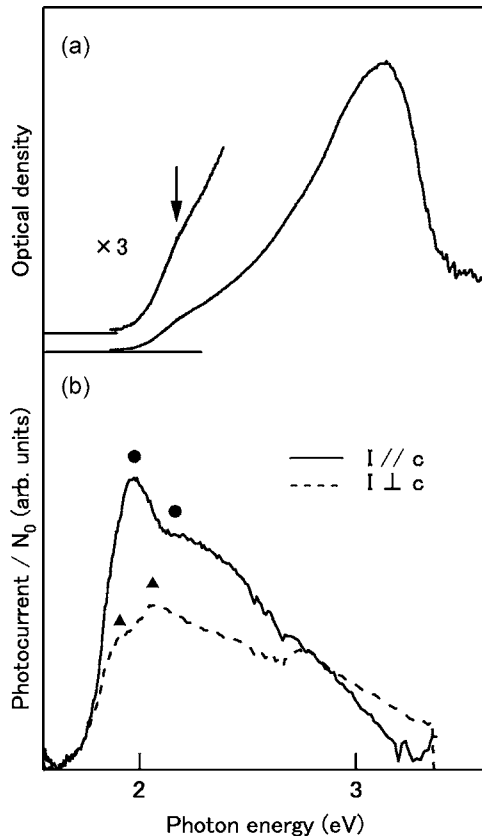 (a)
Optical density
× 3
(b)
Photocurrent / N₀ (arb. units)
I // c
I ⊥ c
2
3
Photon energy (eV)